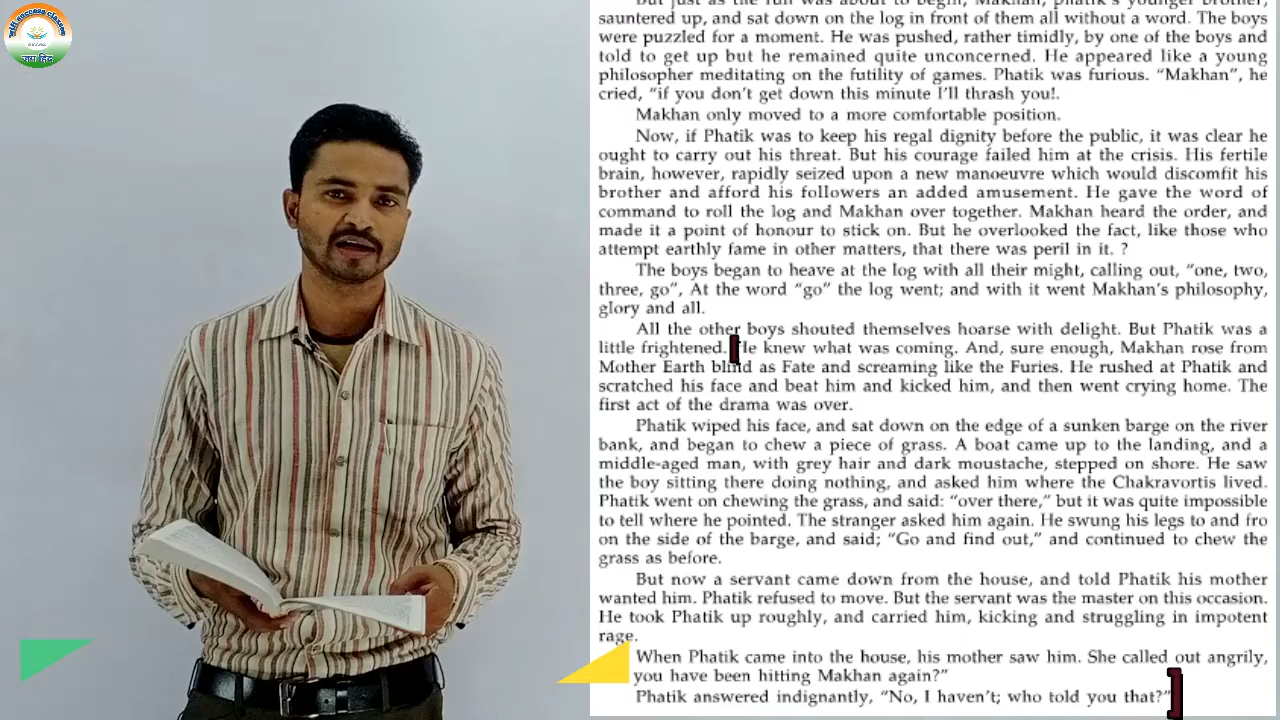 with success classes
SUCCESS
जय हिंद
But just as the fun was about to begin, Makhan, phatik's younger brother,
sauntered up, and sat down on the log in front of them all without a word. The boys
were puzzled for a moment. He was pushed, rather timidly, by one of the boys and
told to get up but he remained quite unconcerned. He appeared like a young
philosopher meditating on the futility of games. Phatik was furious. “Makhan”, he
cried, “if you don't get down this minute I'll thrash you!.
Makhan only moved to a more comfortable position.
Now, if Phatik was to keep his regal dignity before the public, it was clear he
ought to carry out his threat. But his courage failed him at the crisis. His fertile
brain, however, rapidly seized upon a new manoeuvre which would discomfit his
brother and afford his followers an added amusement. He gave the word of
command to roll the log and Makhan over together. Makhan heard the order, and
made it a point of honour to stick on. But he overlooked the fact, like those who
attempt earthly fame in other matters, that there was peril in it. ?
The boys began to heave at the log with all their might, calling out, “one, two,
three, go”, At the word “go” the log went; and with it went Makhan's philosophy,
glory and all.
All the other boys shouted themselves hoarse with delight. But Phatik was a
little frightened. [He knew what was coming. And, sure enough, Makhan rose from
Mother Earth blind as Fate and screaming like the Furies. He rushed at Phatik and
scratched his face and beat him and kicked him, and then went crying home. The
first act of the drama was over.
Phatik wiped his face, and sat down on the edge of a sunken barge on the river
bank, and began to chew a piece of grass. A boat came up to the landing, and a
middle-aged man, with grey hair and dark moustache, stepped on shore. He saw
the boy sitting there doing nothing, and asked him where the Chakravortis lived.
Phatik went on chewing the grass, and said: “over there,” but it was quite impossible
to tell where he pointed. The stranger asked him again. He swung his legs to and fro
on the side of the barge, and said; “Go and find out,” and continued to chew the
grass as before.
But now a servant came down from the house, and told Phatik his mother
wanted him. Phatik refused to move. But the servant was the master on this occasion.
He took Phatik up roughly, and carried him, kicking and struggling in impotent
rage.
When Phatik came into the house, his mother saw him. She called out angrily,
you have been hitting Makhan again?”
Phatik answered indignantly, “No, I haven't; who told you that?”]